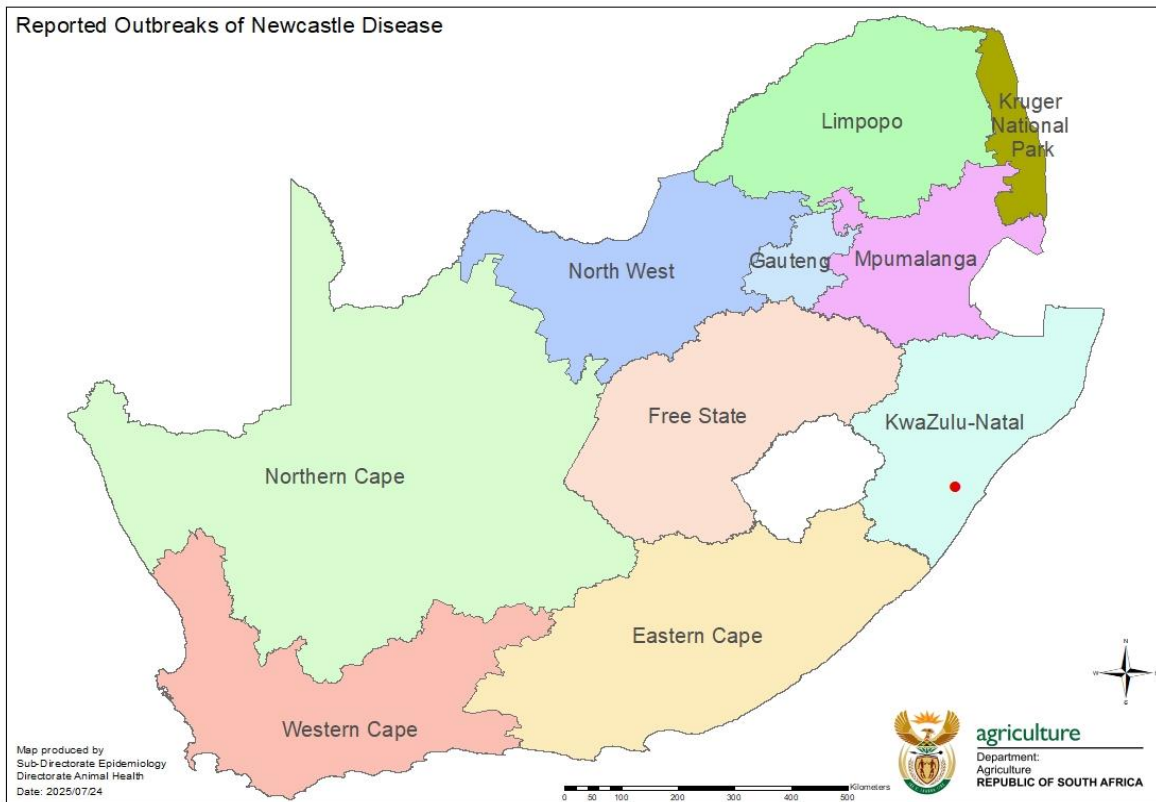 Reported Outbreaks of Newcastle Disease
Limpopo
Kruger
National
Park
North West
Gauteng
Mpumalanga
Free State
KwaZulu-Natal
Northern Cape
Eastern Cape
Western Cape
N
W
S
Map produced by
Sub-Directorate Epidemiology
Directorate Animal Health
Date: 2025/07/24
Kilometers
0 50 100 200 300 400 500
agriculture
Department:
Agriculture
REPUBLIC OF SOUTH AFRICA